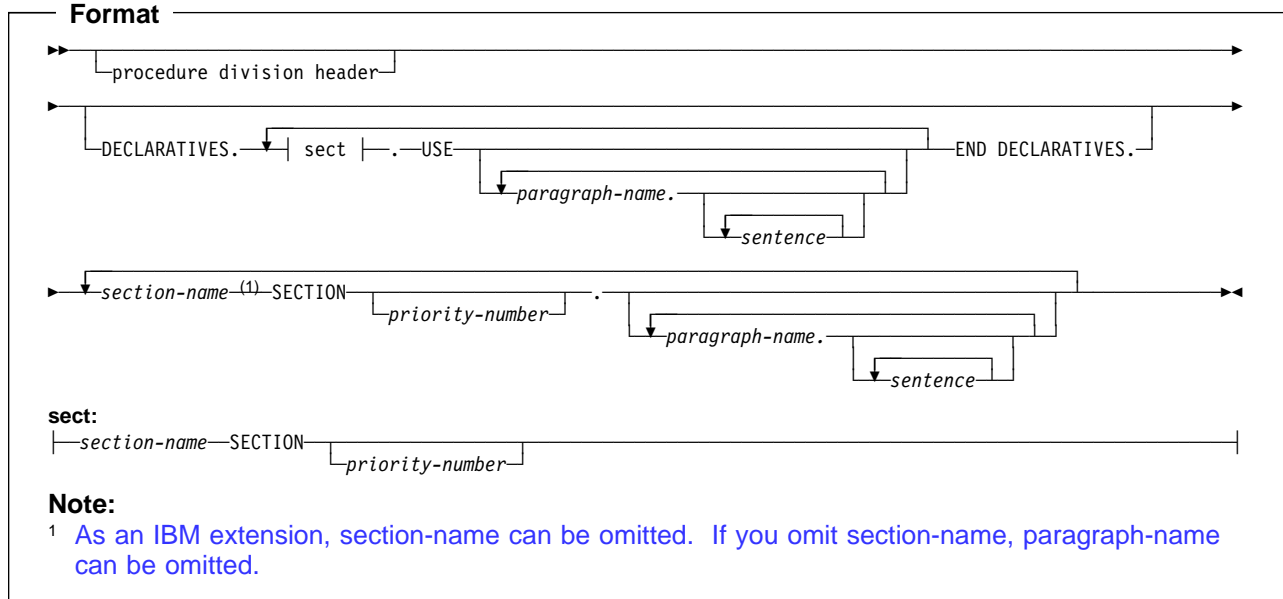 Format
procedure division header
DECLARATIVES. sect . USE END DECLARATIVES.
paragraph-name.
sentence
section-name (1) SECTION .
priority-number
paragraph-name.
sentence
sect:
section-name SECTION
priority-number
Note:
1 As an IBM extension, section-name can be omitted. If you omit section-name, paragraph-name
can be omitted.